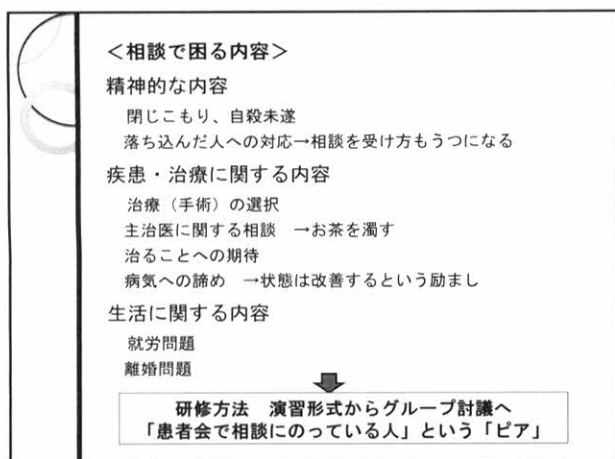 ＜相談で困る内容＞
精神的な内容
閉じこもり、自殺未遂
落ち込んだ人への対応→相談を受け方もうつになる
疾患・治療に関する内容
治療（手術）の選択
主治医に関する相談　→お茶を濁す
治ることへの期待
病気への諦め　→状態は改善するという励まし
生活に関する内容
就労問題
離婚問題
研修方法　演習形式からグループ討議へ
「患者会で相談にのっている人」という「ピア」